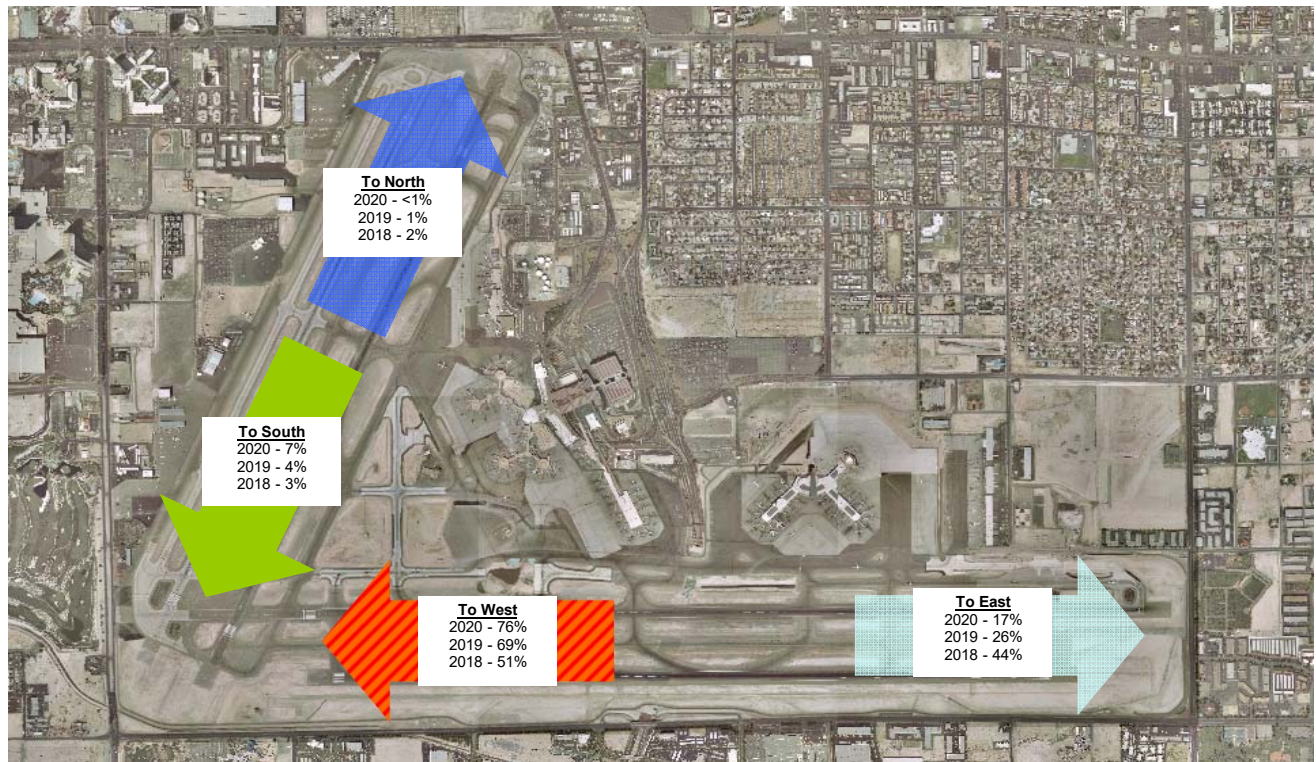 To North
2020 - <1%
2019 - 1%
2018 - 2%
To South
2020 - 7%
2019 - 4%
2018 - 3%
To West
2020 - 76%
2019 - 69%
2018 - 51%
To East
2020 - 17%
2019 - 26%
2018 - 44%